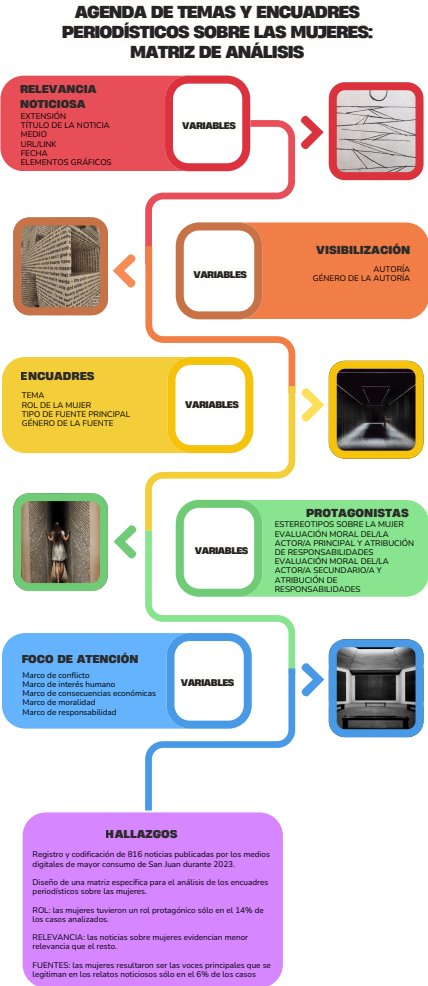 AGENDA DE TEMAS Y ENCUADRES
PERIODÍSTICOS SOBRE LAS MUJERES:
MATRIZ DE ANÁLISIS
RELEVANCIA
NOTICIOSA
EXTENSIÓN
TÍTULO DE LA NOTICIA
MEDIO
URL/LINK
FECHA
ELEMENTOS GRÁFICOS
VARIABLES
VARIABLES
VISIBILIZACIÓN
AUTORÍA
GÉNERO DE LA AUTORÍA
ENCUADRES
TEMA
ROL DE LA MUJER
TIPO DE FUENTE PRINCIPAL
GÉNERO DE LA FUENTE
VARIABLES
VARIABLES
PROTAGONISTAS
ESTEREOTIPOS SOBRE LA MUJER
EVALUACIÓN MORAL DEL/LA
ACTOR/A PRINCIPAL Y ATRIBUCIÓN
DE RESPONSABILIDADES
EVALUACIÓN MORAL DEL/LA
ACTOR/A SECUNDARIO/A Y
ATRIBUCIÓN DE
RESPONSABILIDADES
FOCO DE ATENCIÓN
Marco de conflicto
Marco de interés humano
Marco de consecuencias económicas
Marco de moralidad
Marco de responsabilidad
VARIABLES
HALLAZGOS
Registro y codificación de 816 noticias publicadas por los medios
digitales de mayor consumo de San Juan durante 2023.
Diseño de una matriz específica para el análisis de los encuadres
periodísticos sobre las mujeres.
ROL: las mujeres tuvieron un rol protagónico sólo en el 14% de
los casos analizados.
RELEVANCIA: las noticias sobre mujeres evidencian menor
relevancia que el resto.
FUENTES: las mujeres resultaron ser las voces principales que se
legitiman en los relatos noticiosos sólo en el 6% de los casos